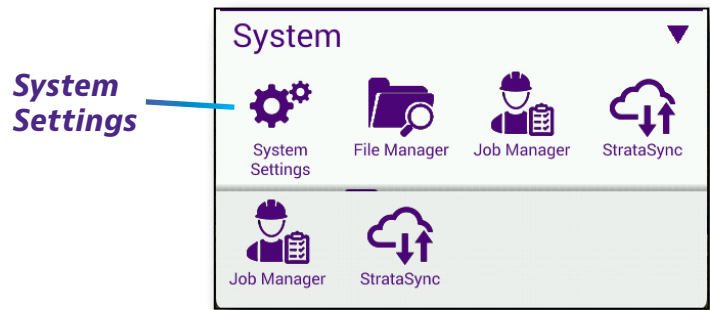 System
System
Settings
System
Settings
File Manager
Job Manager
StrataSync
Job Manager
StrataSync